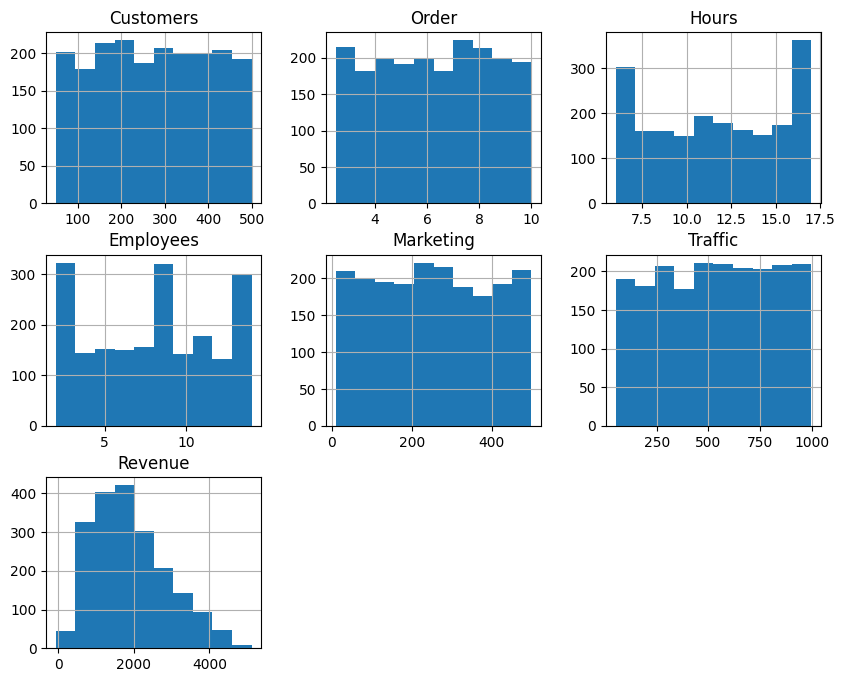 Customers Order Hours
200 150 100 50 0
100 200 300 400 500
200 150 100 50 0
4 6 8 10
300 200 100 0
7.5 10.0 12.5 15.0 17.5
Employees Marketing Traffic
300 200 100 0
5 10
200 150 100 50 0
0 200 400
200 150 100 50 0
250 500 750 1000
Revenue
400 300 200 100 0
0 2000 4000